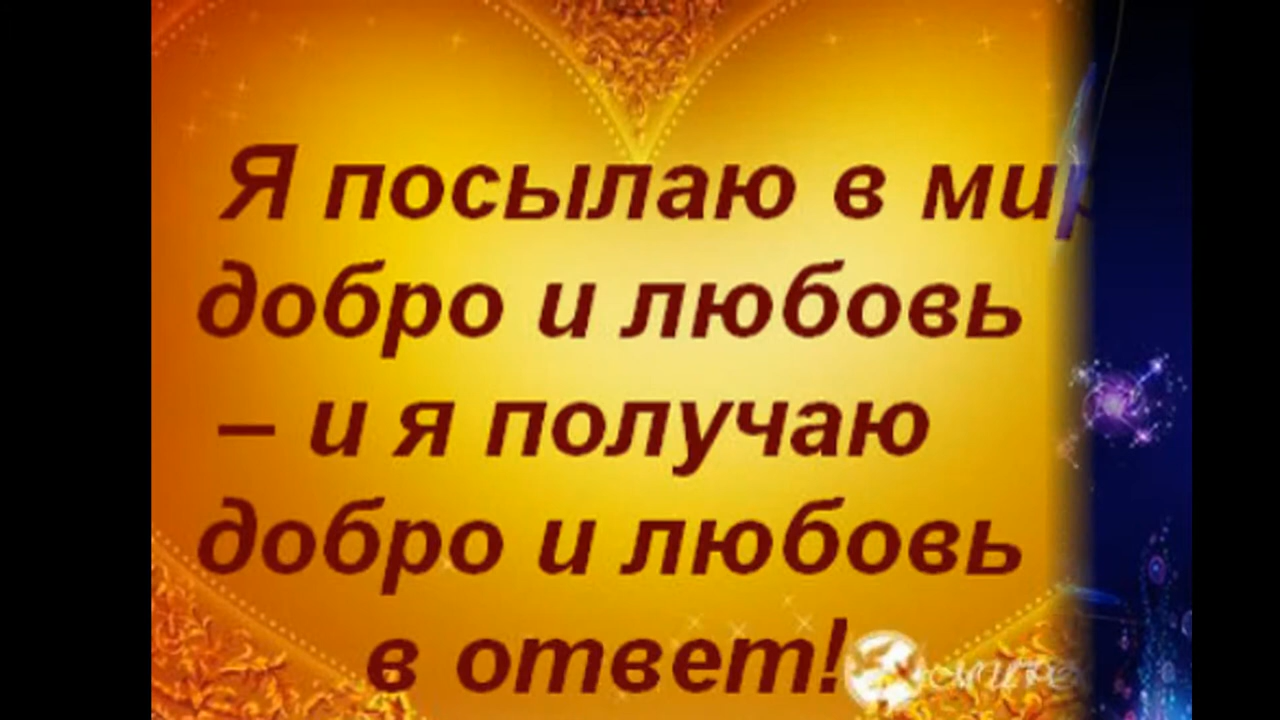 Я посылаю в мир
добро и любовь
– и я получаю
добро и любовь
в ответ!